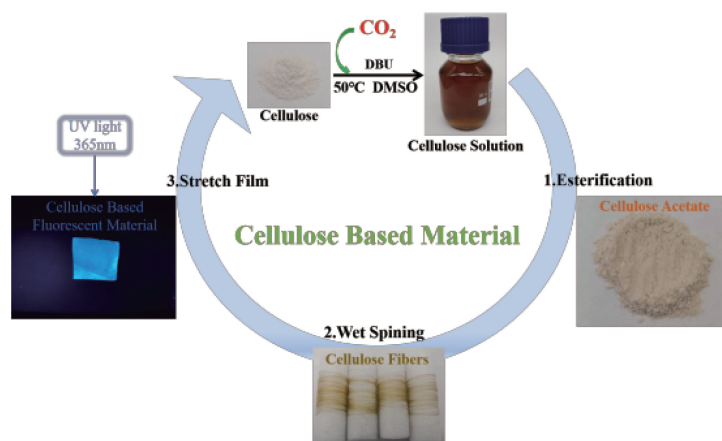 CO2
DBU
50℃ DMSO
Cellulose
Cellulose Solution
UV light
365nm
3.Stretch Film
1.Esterification
Cellulose Based
Fluorescent Material
Cellulose Acetate
Cellulose Based Material
2.Wet Spining
Cellulose Fibers